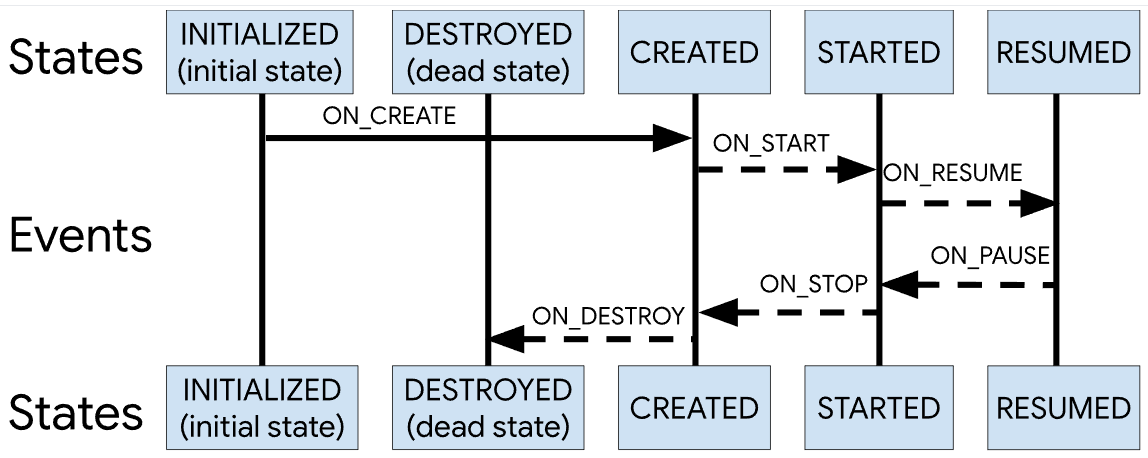 States
INITIALIZED
(initial state)
DESTROYED
(dead state)
CREATED
STARTED
RESUMED
ON_CREATE
ON_START
ON_RESUME
Events
ON_PAUSE
ON_STOP
ON_DESTROY
States
INITIALIZED
(initial state)
DESTROYED
(dead state)
CREATED
STARTED
RESUMED